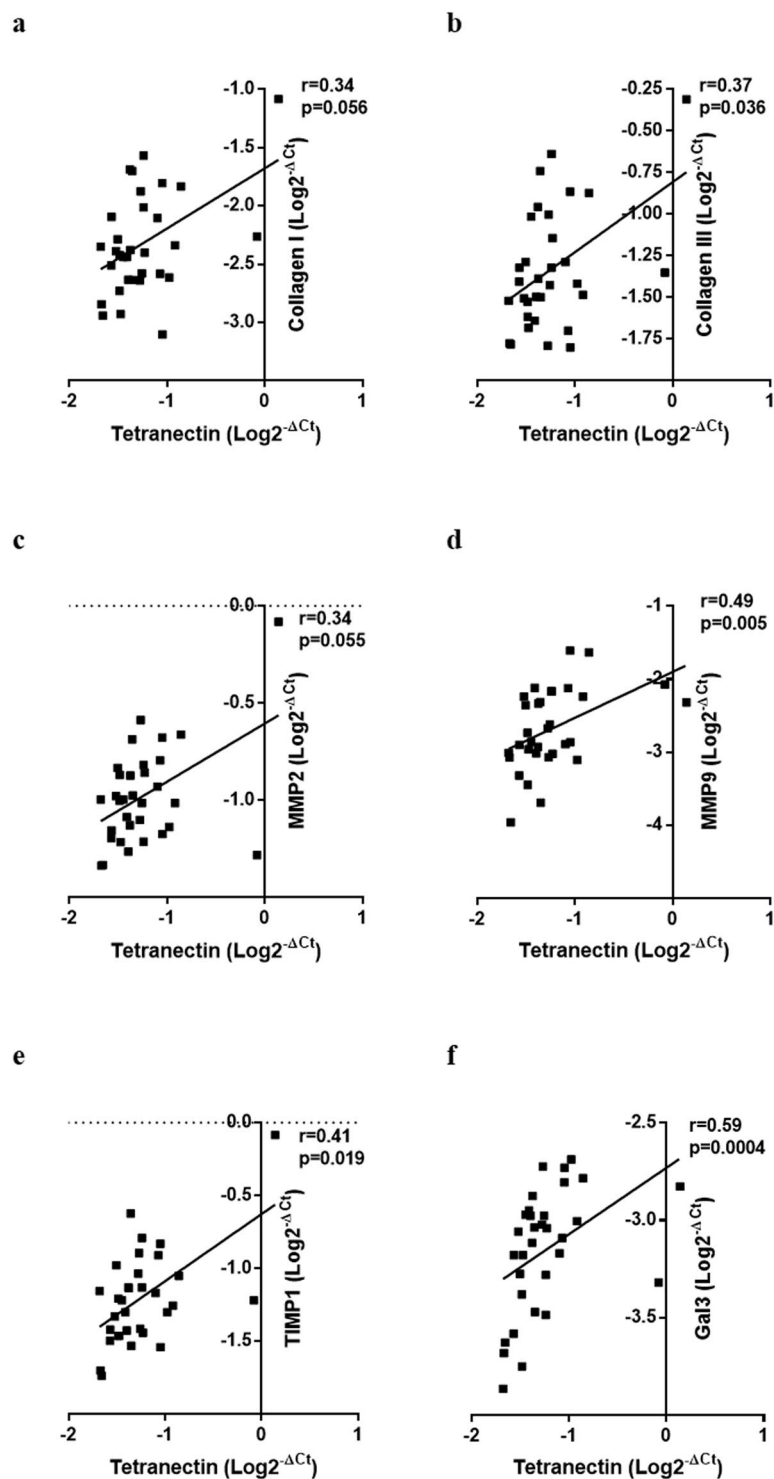 a
r=0.34
p=0.056
-1.0
-1.5
-2.0
-2.5
-3.0
Collagen I (Log2^-ΔCt)
-2 -1 0 1
Tetranectin (Log2^-ΔCt)
b
r=0.37
p=0.036
-0.25
-0.50
-0.75
-1.00
-1.25
-1.50
-1.75
Collagen III (Log2^-ΔCt)
-2 -1 0 1
Tetranectin (Log2^-ΔCt)
c
r=0.34
p=0.055
0.0
-0.5
-1.0
MMP2 (Log2^-ΔCt)
-2 -1 0 1
Tetranectin (Log2^-ΔCt)
d
r=0.49
p=0.005
-1
-2
-3
-4
MMP9 (Log2^-ΔCt)
-2 -1 0 1
Tetranectin (Log2^-ΔCt)
e
r=0.41
p=0.019
0.0
-0.5
-1.0
-1.5
TIMP1 (Log2^-ΔCt)
-2 -1 0 1
Tetranectin (Log2^-ΔCt)
f
r=0.59
p=0.0004
-2.5
-3.0
-3.5
Gal3 (Log2^-ΔCt)
-2 -1 0 1
Tetranectin (Log2^-ΔCt)